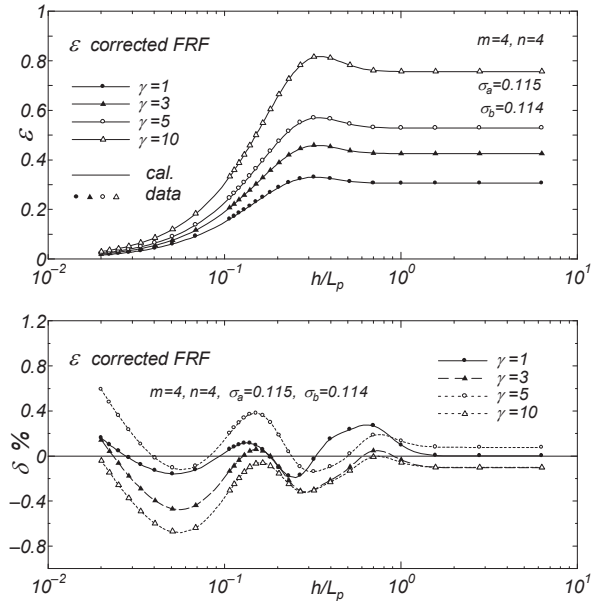 1
ε corrected FRF
m=4, n=4
γ=1
0.8
σa=0.115
γ=3
σb=0.114
γ=5
0.6
γ=10
ε
cal.
0.4
data
0.2
0
10⁻² 10⁻¹ h/Lp 10⁰ 10¹
1.2
ε corrected FRF
γ=1
0.8
m=4, n=4, σa=0.115, σb=0.114
γ=3
γ=5
0.4
γ=10
δ %
0
−0.4
−0.8
10⁻² 10⁻¹ h/Lp 10⁰ 10¹